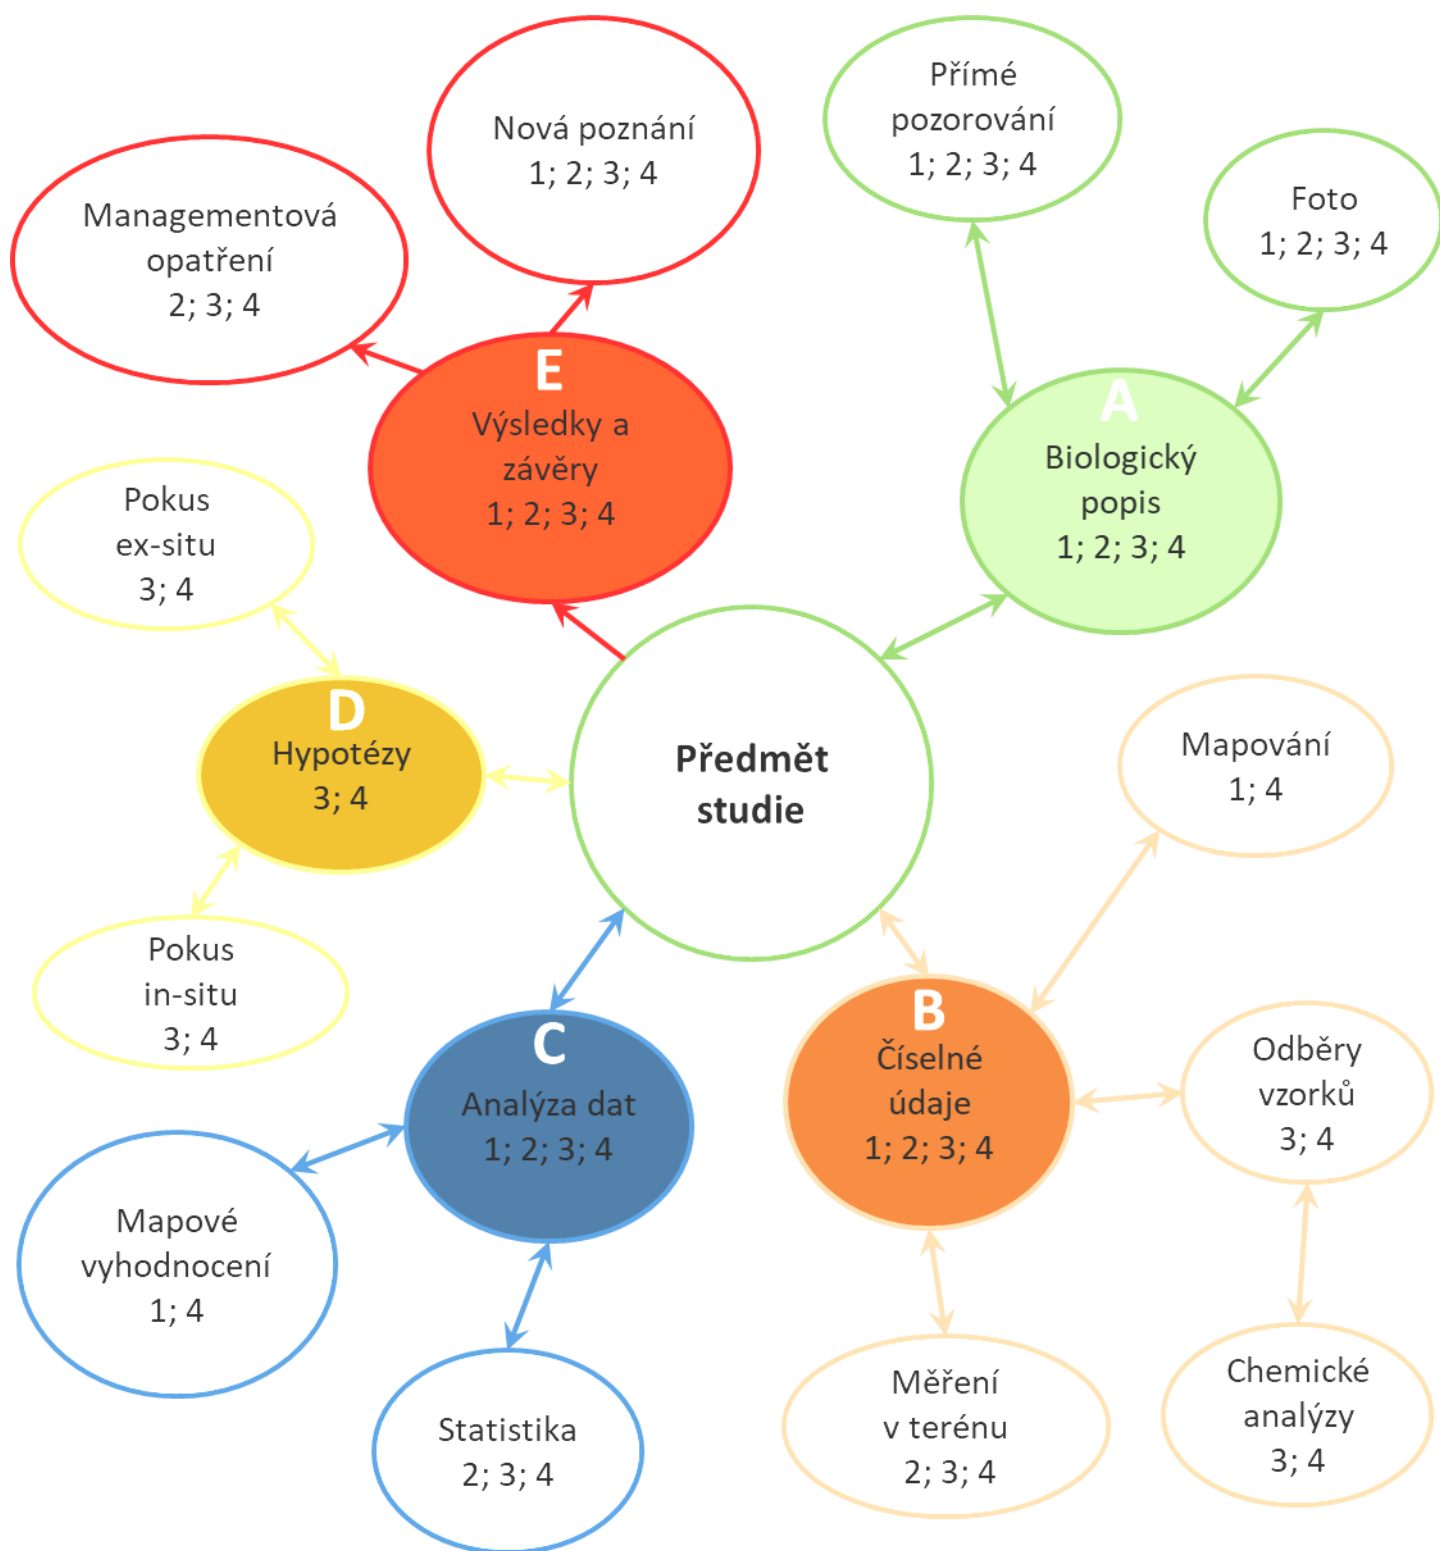 Přímé
pozorování
1; 2; 3; 4
Foto
1; 2; 3; 4
Nová poznání
1; 2; 3; 4
Managementová
opatření
2; 3; 4
E
Výsledky a
závěry
1; 2; 3; 4
A
Biologický
popis
1; 2; 3; 4
Pokus
ex-situ
3; 4
D
Hypotézy
3; 4
Předmět
studie
Mapování
1; 4
Pokus
in-situ
3; 4
C
Analýza dat
1; 2; 3; 4
B
Číselné
údaje
1; 2; 3; 4
Odběry
vzorků
3; 4
Mapové
vyhodnocení
1; 4
Statistika
2; 3; 4
Měření
v terénu
2; 3; 4
Chemické
analýzy
3; 4